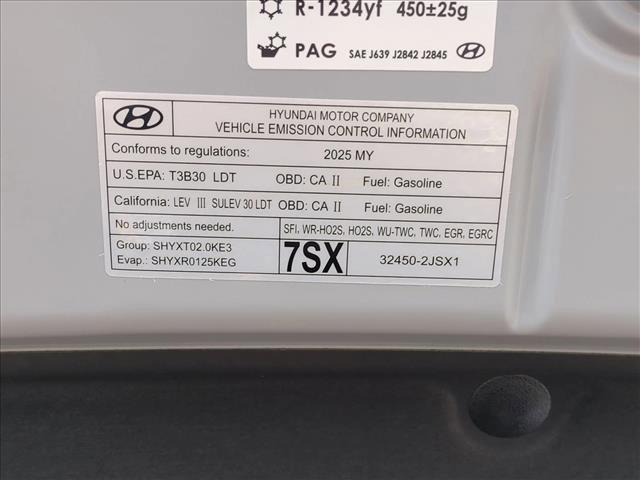 R-1234yf 450±25g
PAG SAE J639 J2842 J2845
HYUNDAI MOTOR COMPANY
VEHICLE EMISSION CONTROL INFORMATION
Conforms to regulations: 2025 MY
U.S.EPA: T3B30 LDT OBD: CA II Fuel: Gasoline
California: LEV III SULEV 30 LDT OBD: CA II Fuel: Gasoline
No adjustments needed. SFI, WR-HO2S, HO2S, WU-TWC, TWC, EGR, EGRC
Group: SHYXT02.0KE3
Evap.: SHYXR0125KEG
7SX 32450-2JSX1